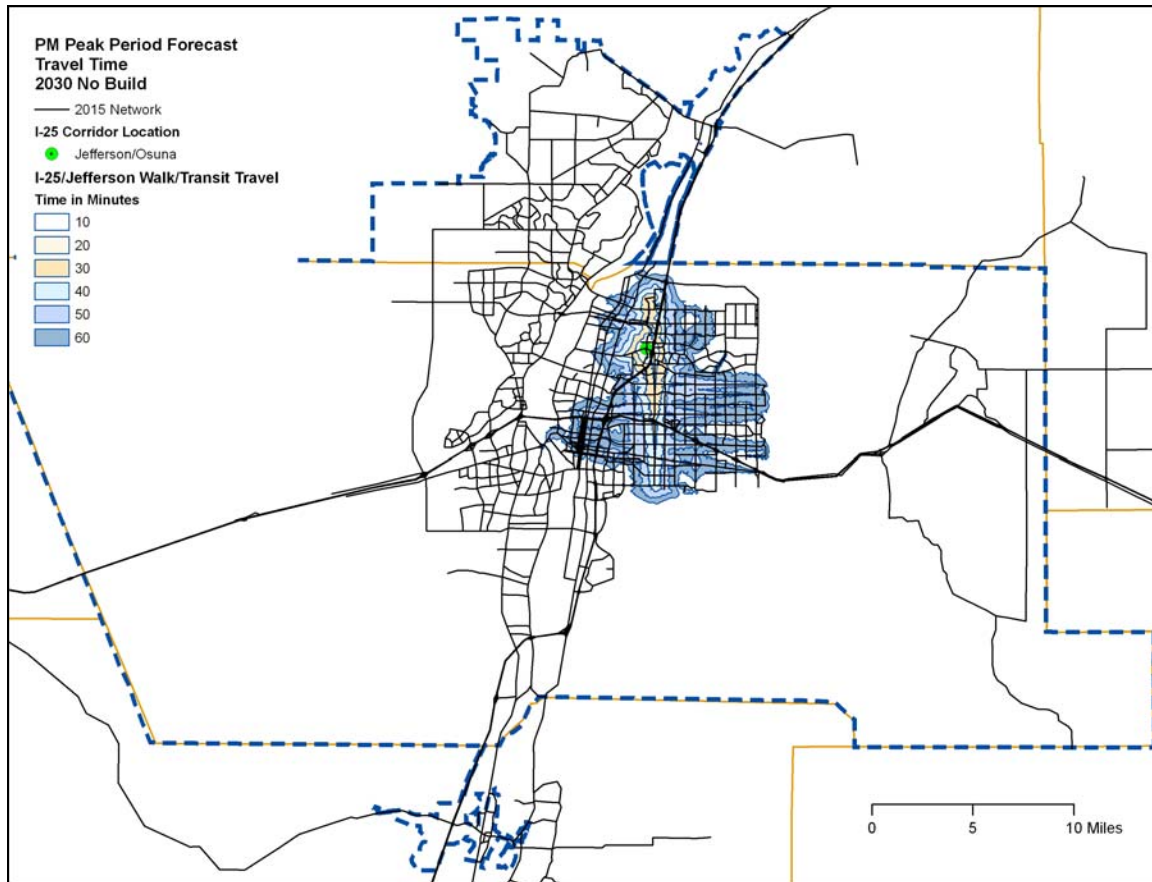 PM Peak Period Forecast
Travel Time
2030 No Build
2015 Network
I-25 Corridor Location
Jefferson/Osuna
I-25/Jefferson Walk/Transit Travel
Time in Minutes
10
20
30
40
50
60
0 5 10 Miles